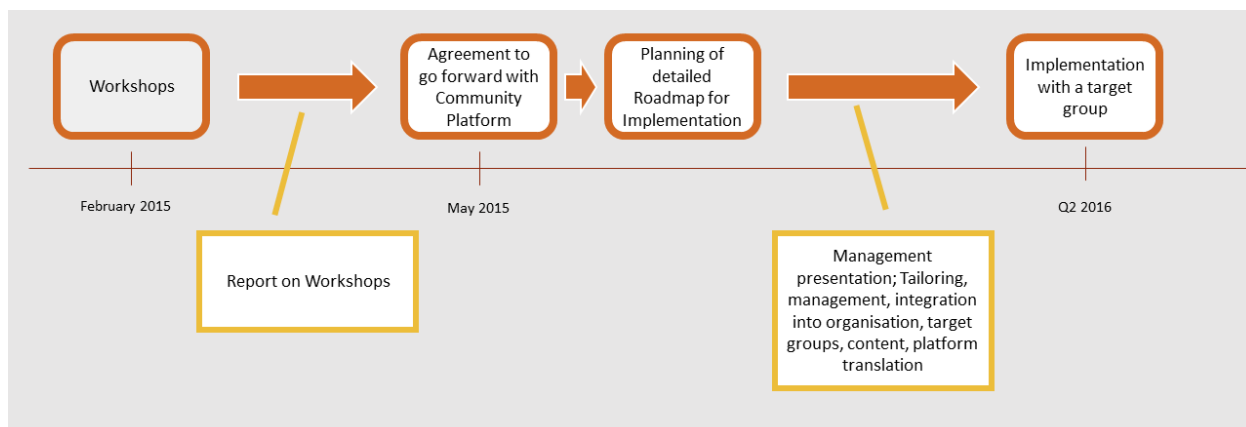 Workshops
Agreement to
go forward with
Community
Platform
Planning of
detailed
Roadmap for
Implementation
Implementation
with a target
group
February 2015
May 2015
Q2 2016
Report on Workshops
Management
presentation; Tailoring,
management, integration
into organisation, target
groups, content, platform
translation